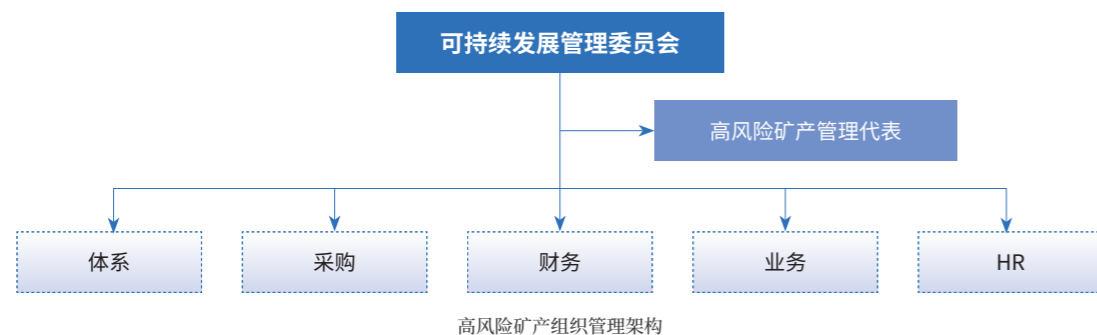 可持续发展管理委员会
高风险矿产管理代表
体系
采购
财务
业务
HR
高风险矿产组织管理架构